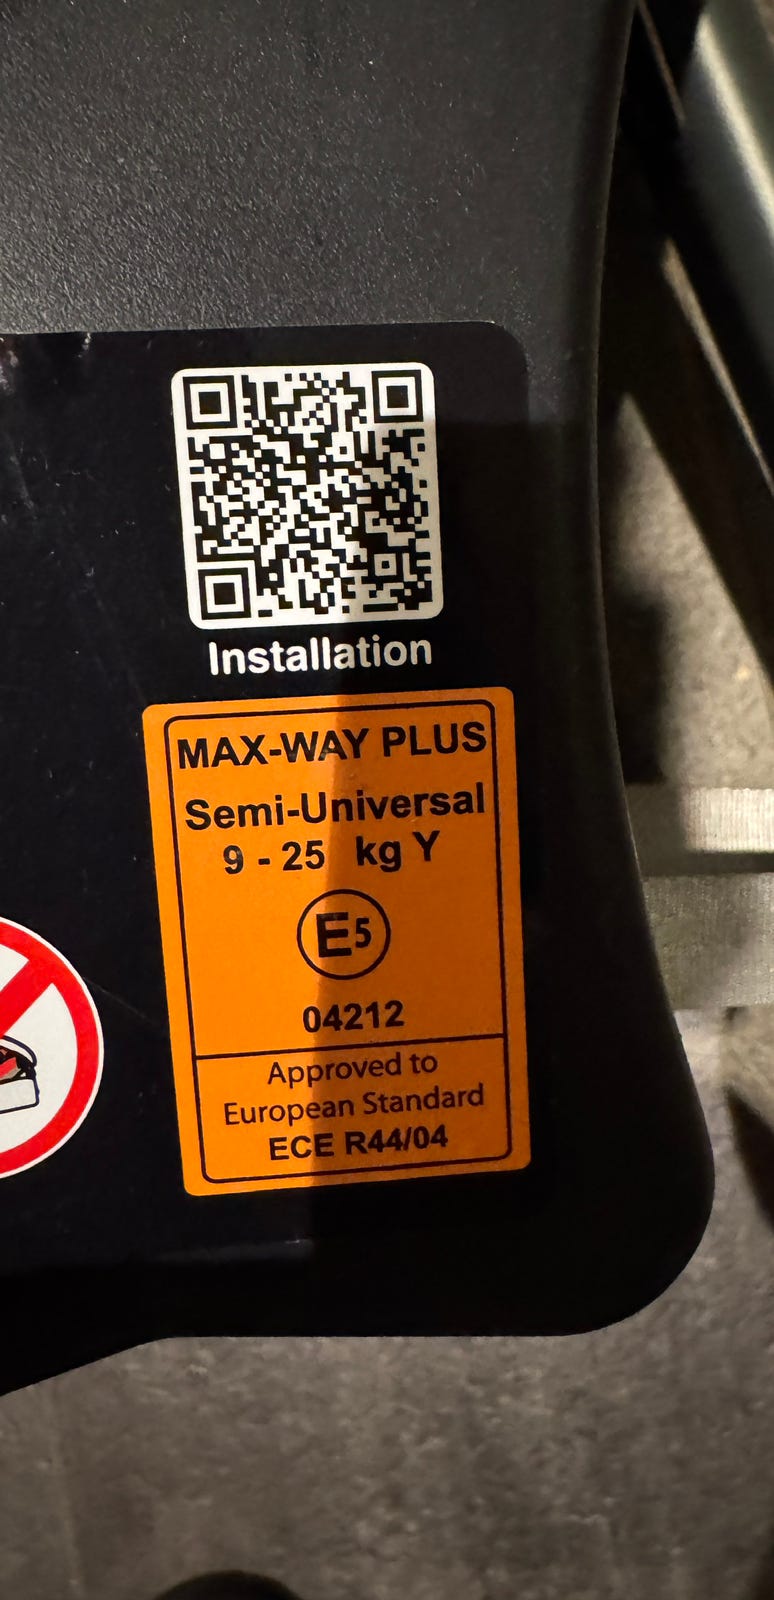 Installation
MAX-WAY PLUS
Semi-Universal
9 - 25 kg Y
E5
04212
Approved to
European Standard
ECE R44/04